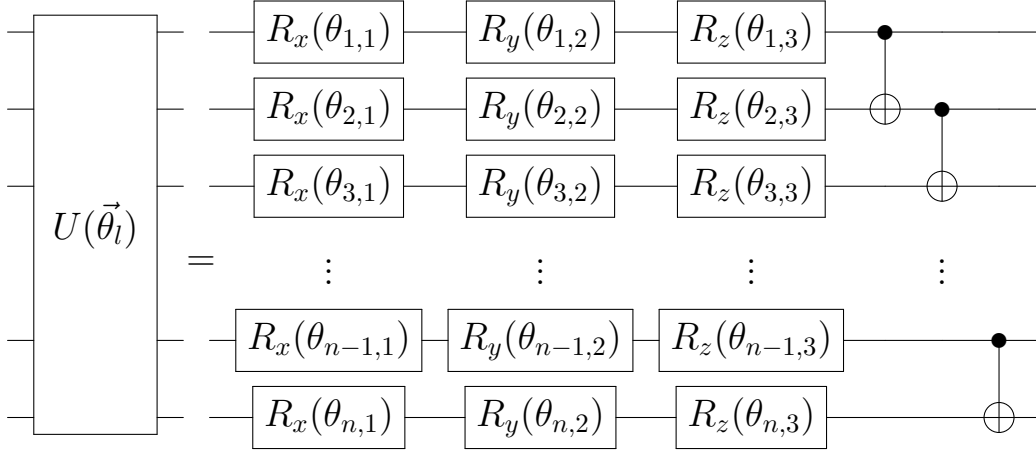 R_x(θ_{1,1}) R_y(θ_{1,2}) R_z(θ_{1,3})
R_x(θ_{2,1}) R_y(θ_{2,2}) R_z(θ_{2,3})
R_x(θ_{3,1}) R_y(θ_{3,2}) R_z(θ_{3,3})
U(\vec{θ}_l) = ⋮ ⋮ ⋮ ⋮
R_x(θ_{n−1,1}) R_y(θ_{n−1,2}) R_z(θ_{n−1,3})
R_x(θ_{n,1}) R_y(θ_{n,2}) R_z(θ_{n,3})